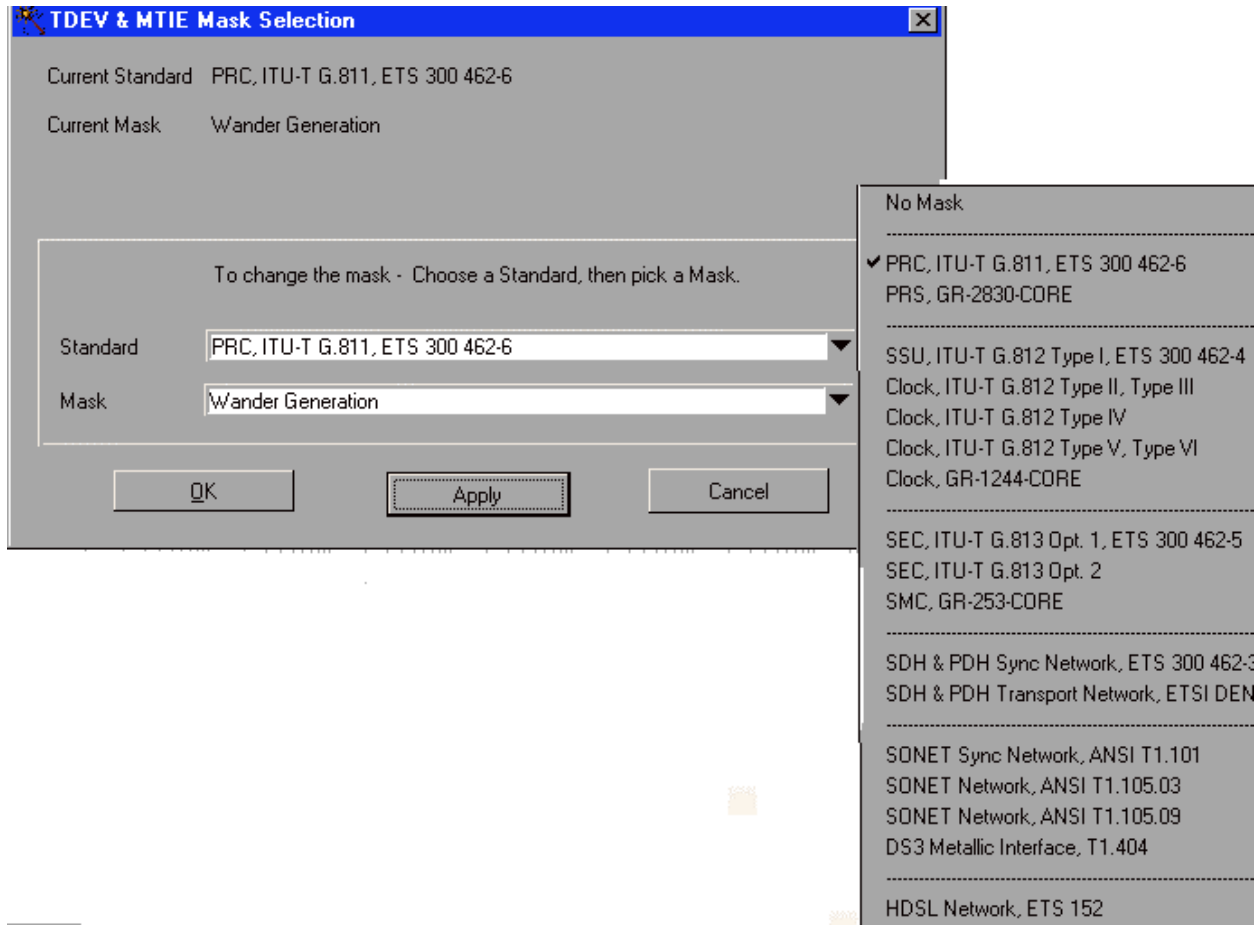 TDEV & MTIE Mask Selection
Current Standard PRC, ITU-T G.811, ETS 300 462-6
Current Mask Wander Generation
To change the mask - Choose a Standard, then pick a Mask.
Standard PRC, ITU-T G.811, ETS 300 462-6
Mask Wander Generation
OK Apply Cancel
No Mask
PRC, ITU-T G.811, ETS 300 462-6
PRS, GR-2830-CORE
SSU, ITU-T G.812 Type I, ETS 300 462-4
Clock, ITU-T G.812 Type II, Type III
Clock, ITU-T G.812 Type IV
Clock, ITU-T G.812 Type V, Type VI
Clock, GR-1244-CORE
SEC, ITU-T G.813 Opt. 1, ETS 300 462-5
SEC, ITU-T G.813 Opt. 2
SMC, GR-253-CORE
SDH & PDH Sync Network, ETS 300 462-3
SDH & PDH Transport Network, ETSI DEN
SONET Sync Network, ANSI T1.101
SONET Network, ANSI T1.105.03
SONET Network, ANSI T1.105.09
DS3 Metallic Interface, T1.404
HDSL Network, ETS 152